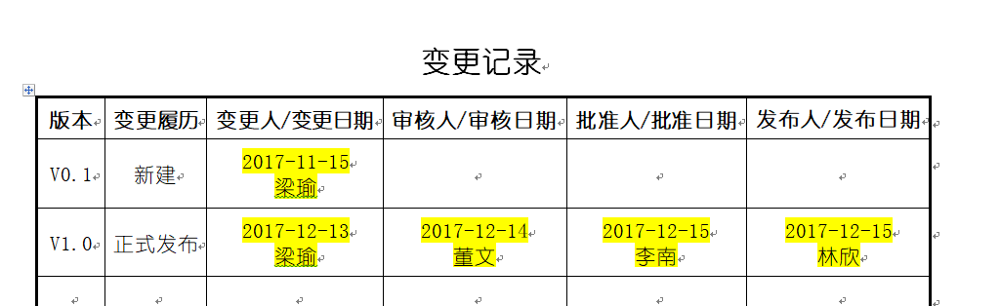 变更记录
版本 变更履历 变更人/变更日期 审核人/审核日期 批准人/批准日期 发布人/发布日期
V0.1 新建 2017-11-15
梁瑜
V1.0 正式发布 2017-12-13 2017-12-14 2017-12-15 2017-12-15
梁瑜 董文 李南 林欣